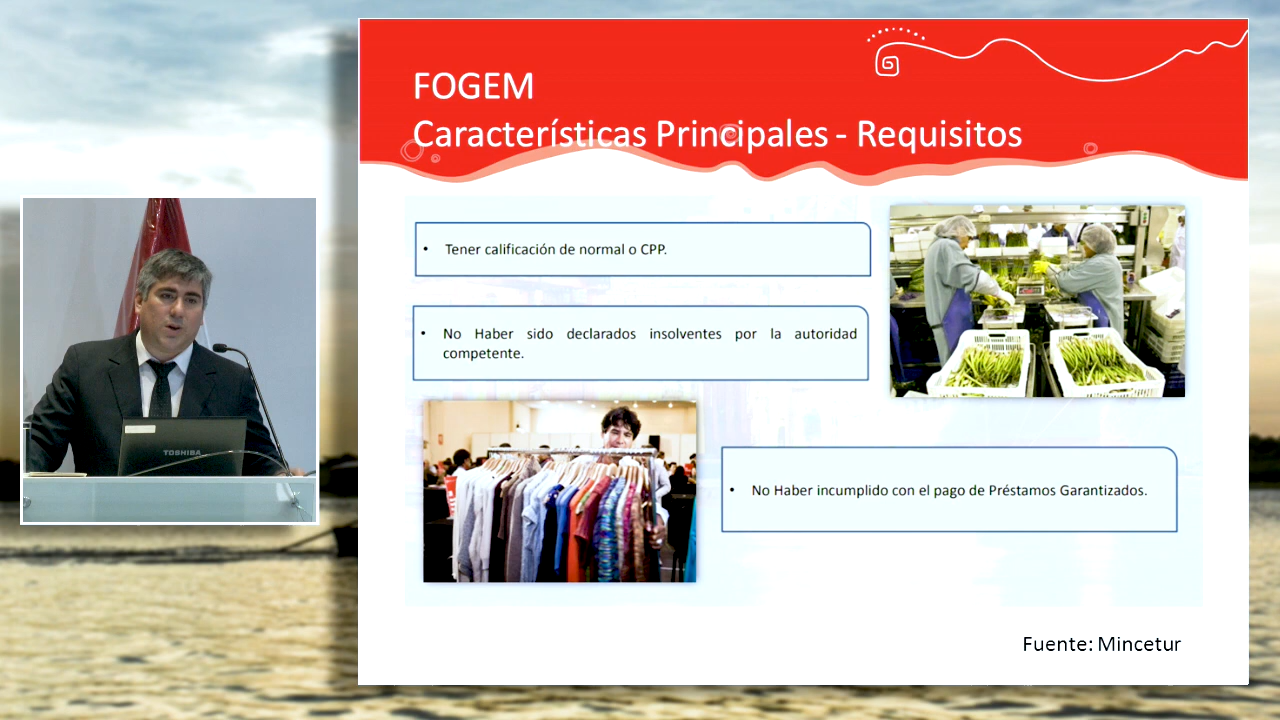 FOGEM
Características Principales - Requisitos
• Tener calificación de normal o CPP.
• No Haber sido declarados insolventes por la autoridad
competente.
• No Haber incumplido con el pago de Préstamos Garantizados.
Fuente: Mincetur
TOSHIBA